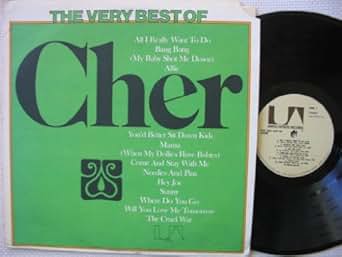 THE VERY BEST OF
All I Really Want To Do
Bang Bang
(My Baby Shot Me Down)
Alfie
Cher
You'd Better Sit Down Kids
Mama
(When My Dollies Have Babies)
Come And Stay With Me
Needles And Pins
Hey Joe
Sunny
Where Do You Go
Will You Love Me Tomorrow
The Cruel War
UA
UA